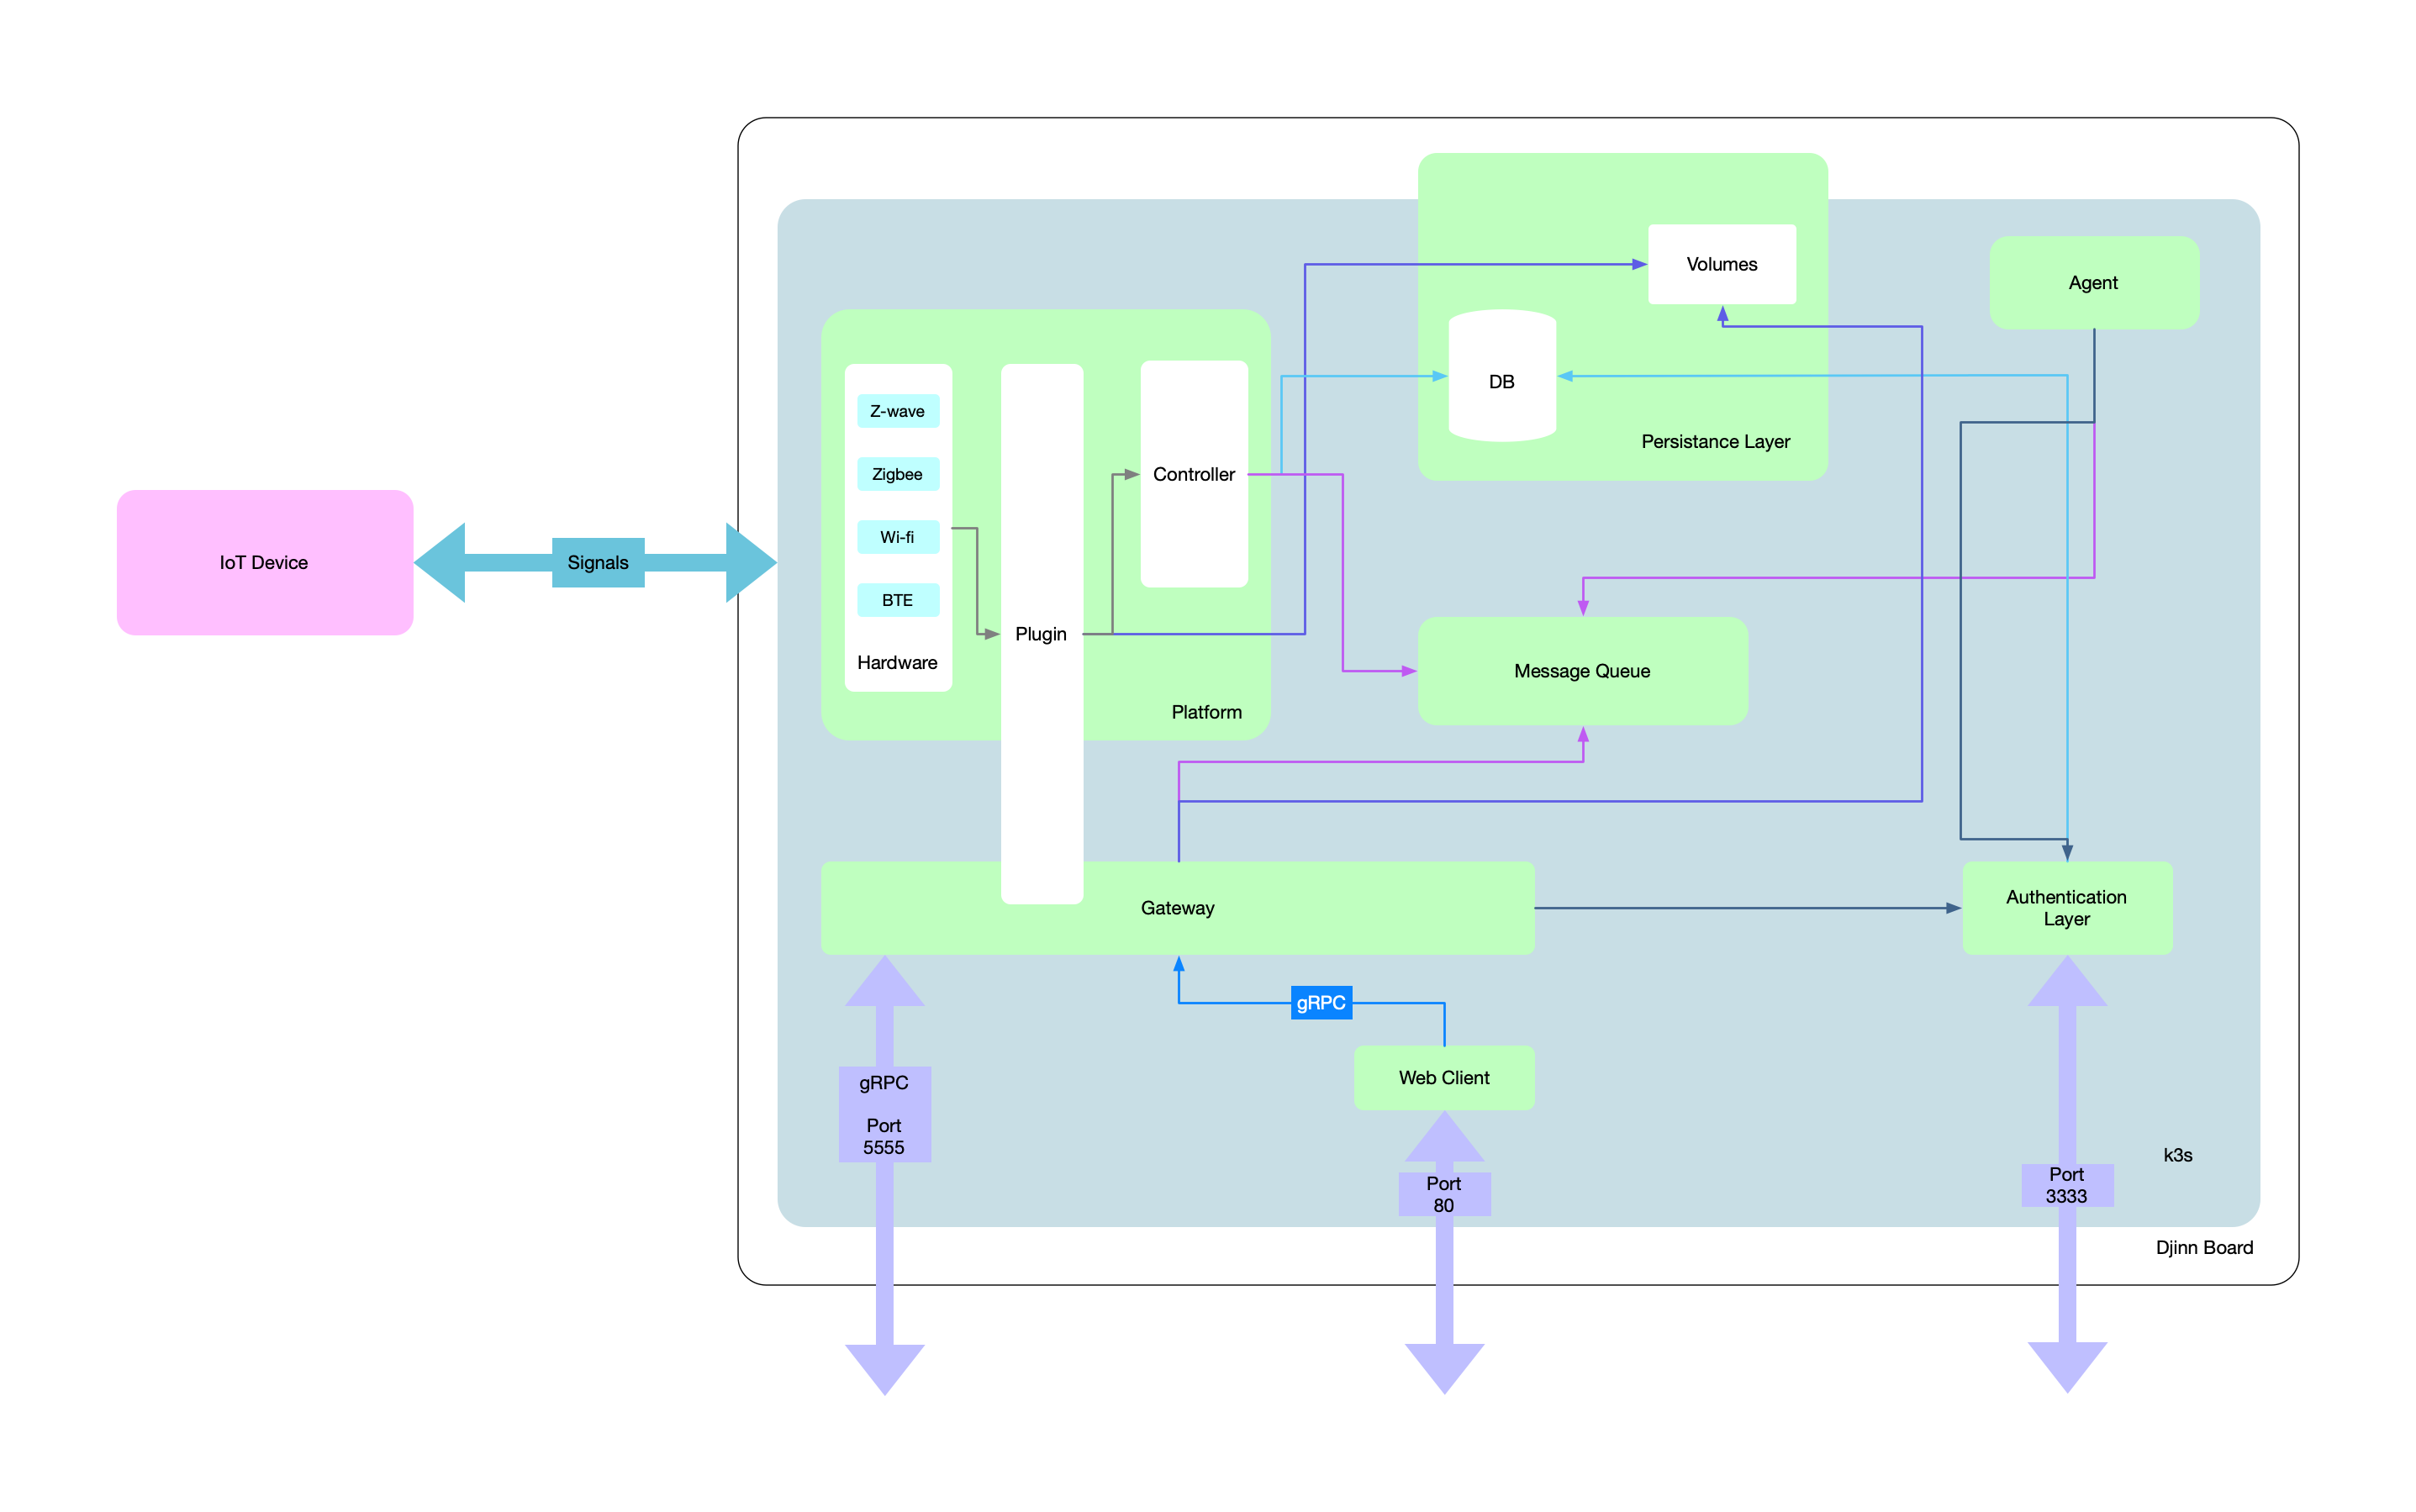 Volumes
Agent
DB
Persistance Layer
Z-wave
Zigbee
Wi-fi
BTE
Hardware
Plugin
Controller
Platform
IoT Device
Signals
Message Queue
Gateway
Authentication
Layer
gRPC
Web Client
gRPC
Port
5555
Port
80
Port
3333
k3s
Djinn Board